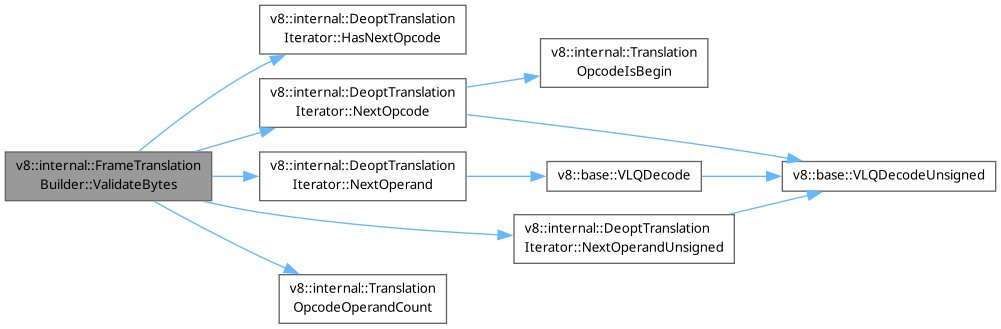 v8::internal::FrameTranslation
Builder::ValidateBytes
v8::internal::DeoptTranslation
Iterator::HasNextOpcode
v8::internal::DeoptTranslation
Iterator::NextOpcode
v8::internal::DeoptTranslation
Iterator::NextOperand
v8::internal::Translation
OpcodeOperandCount
v8::internal::Translation
OpcodeIsBegin
v8::base::VLQDecode
v8::internal::DeoptTranslation
Iterator::NextOperandUnsigned
v8::base::VLQDecodeUnsigned